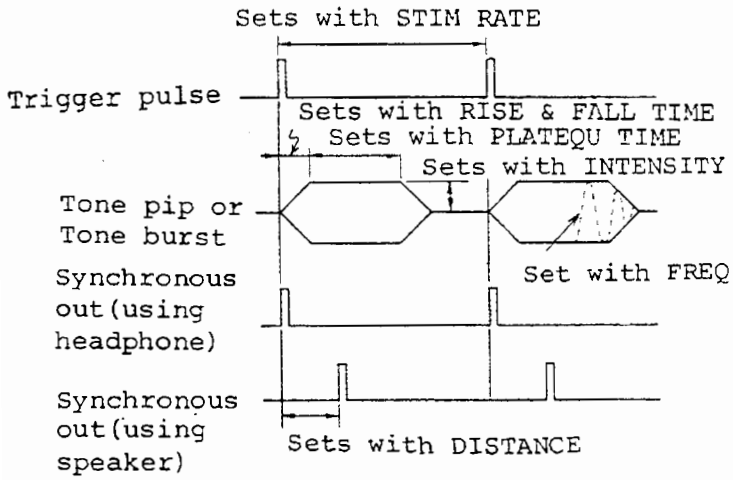 Sets with STIM RATE
Trigger pulse
Sets with RISE & FALL TIME
Sets with PLATEQU TIME
Sets with INTENSITY
Tone pip or
Tone burst
Set with FREQ
Synchronous
out(using
headphone)
Synchronous
out(using
speaker)
Sets with DISTANCE